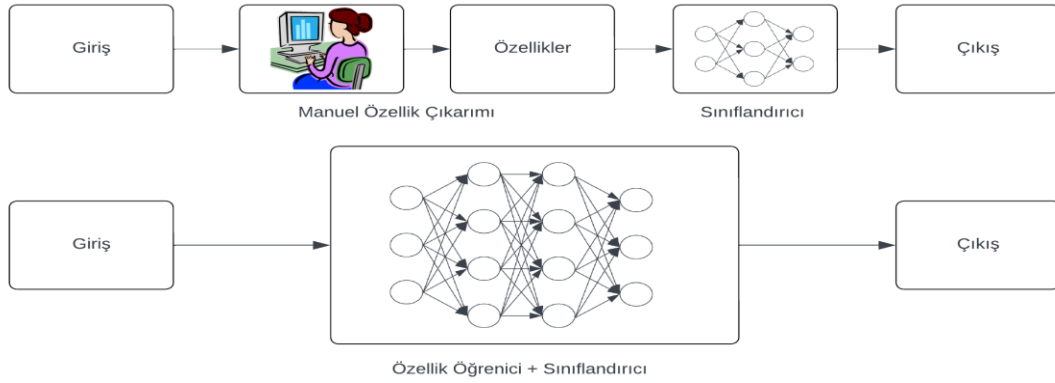 Giriş
Özellikler
Çıkış
Manuel Özellik Çıkarımı
Sınıflandırıcı
Giriş
Çıkış
Özellik Öğrenici + Sınıflandırıcı